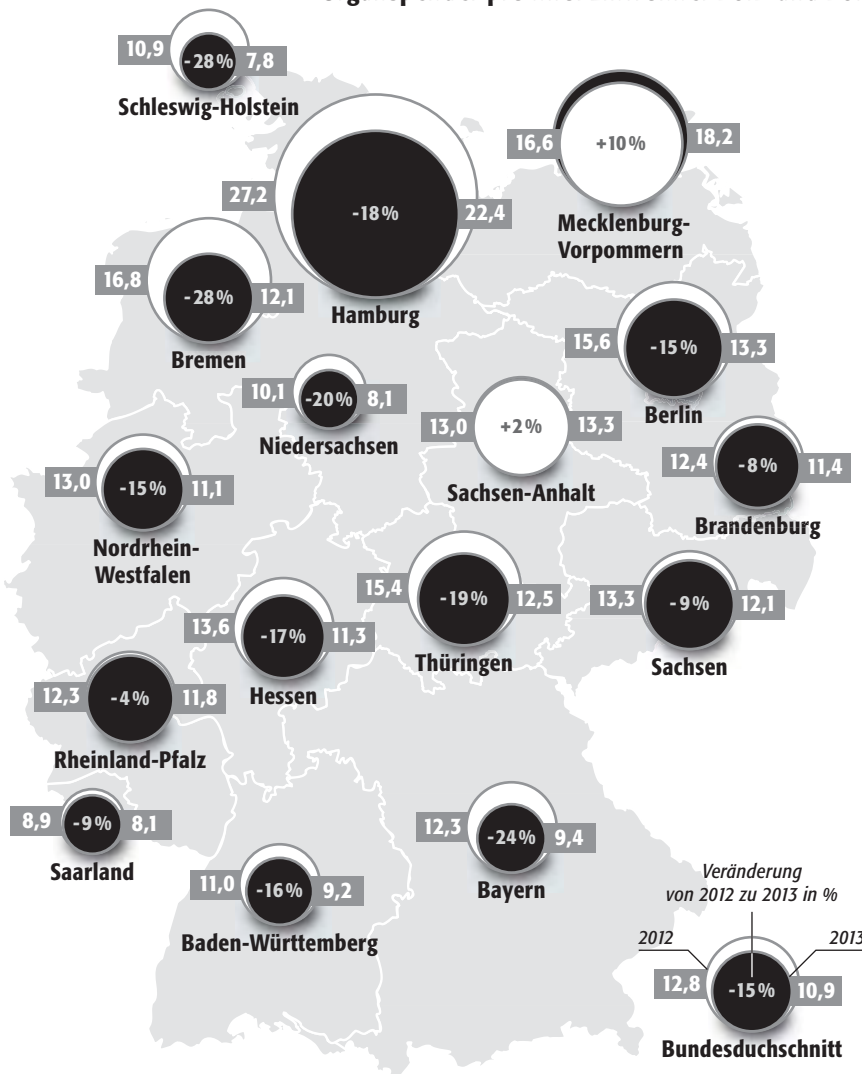 10,9
-28%
7,8
Schleswig-Holstein
16,6
+10%
18,2
Mecklenburg-
Vorpommern
27,2
-18%
22,4
Hamburg
16,8
-28%
12,1
Bremen
15,6
-15%
13,3
Berlin
10,1
-20%
8,1
Niedersachsen
13,0
+2%
13,3
Sachsen-Anhalt
12,4
-8%
11,4
Brandenburg
13,0
-15%
11,1
Nordrhein-
Westfalen
15,4
-19%
12,5
Thüringen
13,3
-9%
12,1
Sachsen
13,6
-17%
11,3
Hessen
12,3
-4%
11,8
Rheinland-Pfalz
8,9
-9%
8,1
Saarland
12,3
-24%
9,4
Bayern
11,0
-16%
9,2
Baden-Württemberg
Veränderung
von 2012 zu 2013 in %
2012
2013
12,8
-15%
10,9
Bundesduchschnitt